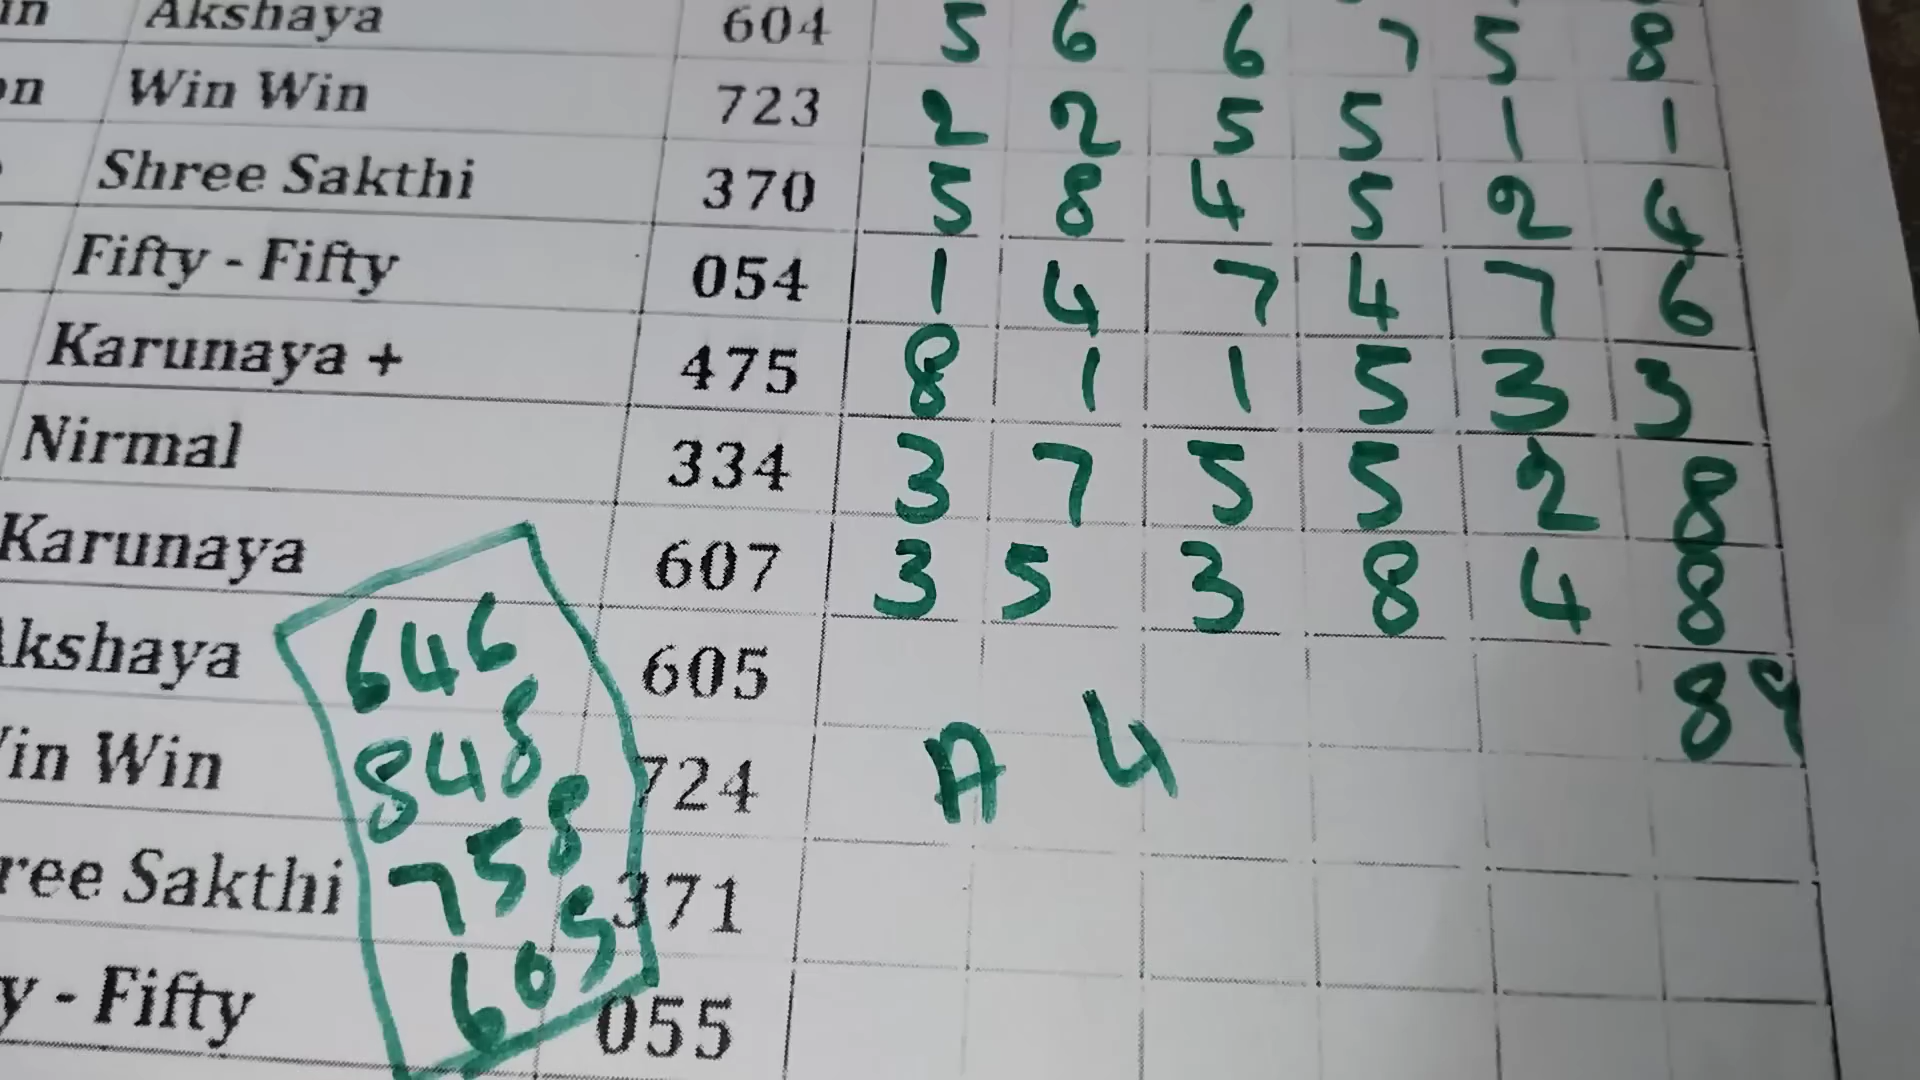 in Akshaya 604 5 6 6 7 5 8
on Win Win 723 2 2 5 5 1 1
Shree Sakthi 370 5 8 4 5 2 4
Fifty - Fifty 054 1 4 7 4 7 6
Karunaya + 475 8 1 1 5 3 3
Nirmal 334 3 7 5 5 2 8
Karunaya 607 3 5 3 8 4 8
Akshaya 605 8
Win Win 724 A 4
ree Sakthi 371
y - Fifty 055
646
848
758
605